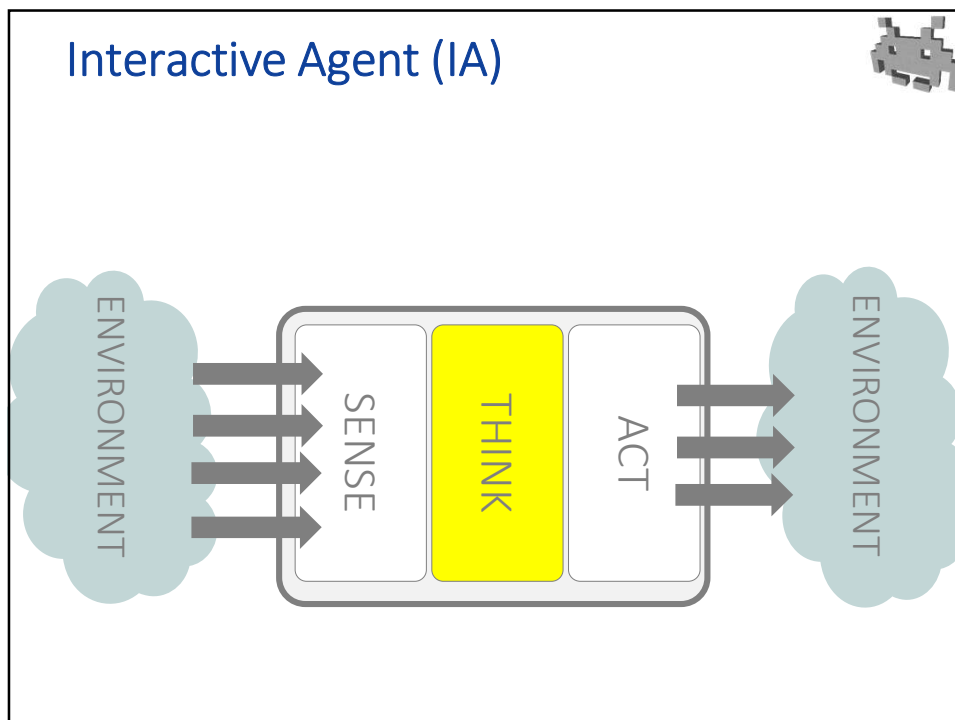 Interactive Agent (IA)
ENVIRONMENT
SENSE
THINK
ACT
ENVIRONMENT